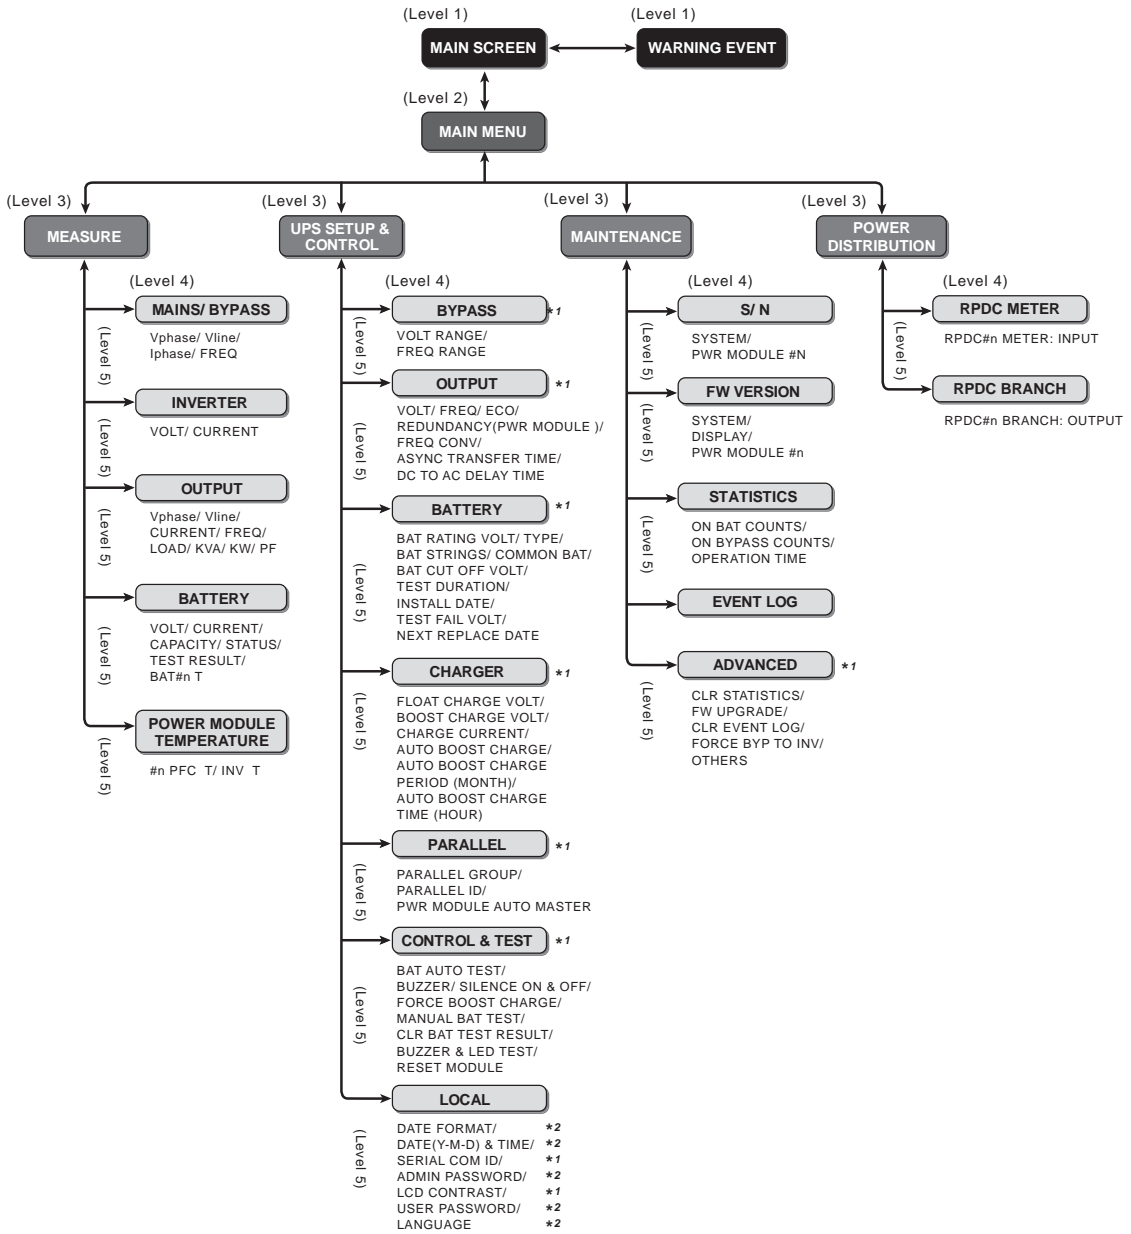 (Level 1)
(Level 1)
MAIN SCREEN
WARNING EVENT
(Level 2)
MAIN MENU
(Level 3)
MEASURE
(Level 4)
MAINS/ BYPASS
(Level 5)
Vphase/ Vline/
Iphase/ FREQ
INVERTER
(Level 5)
VOLT/ CURRENT
OUTPUT
(Level 5)
Vphase/ Vline/
CURRENT/ FREQ/
LOAD/ KVA/ KW/ PF
BATTERY
(Level 5)
VOLT/ CURRENT/
CAPACITY/ STATUS/
TEST RESULT/
BAT#n T
POWER MODULE
TEMPERATURE
(Level 5)
#n PFC T/ INV T
(Level 3)
UPS SETUP &
CONTROL
(Level 4)
BYPASS *1
(Level 5)
VOLT RANGE/
FREQ RANGE
OUTPUT *1
(Level 5)
VOLT/ FREQ/ ECO/
REDUNDANCY(PWR MODULE )/
FREQ CONV/
ASYNC TRANSFER TIME/
DC TO AC DELAY TIME
BATTERY *1
(Level 5)
BAT RATING VOLT/ TYPE/
BAT STRINGS/ COMMON BAT/
BAT CUT OFF VOLT/
TEST DURATION/
INSTALL DATE/
TEST FAIL VOLT/
NEXT REPLACE DATE
CHARGER *1
(Level 5)
FLOAT CHARGE VOLT/
BOOST CHARGE VOLT/
CHARGE CURRENT/
AUTO BOOST CHARGE/
AUTO BOOST CHARGE
PERIOD (MONTH)/
AUTO BOOST CHARGE
TIME (HOUR)
PARALLEL *1
(Level 5)
PARALLEL GROUP/
PARALLEL ID/
PWR MODULE AUTO MASTER
CONTROL & TEST *1
(Level 5)
BAT AUTO TEST/
BUZZER/ SILENCE ON & OFF/
FORCE BOOST CHARGE/
MANUAL BAT TEST/
CLR BAT TEST RESULT/
BUZZER & LED TEST/
RESET MODULE
LOCAL
(Level 5)
DATE FORMAT/ *2
DATE(Y-M-D) & TIME/ *2
SERIAL COM ID/ *1
ADMIN PASSWORD/ *2
LCD CONTRAST/ *1
USER PASSWORD/ *2
LANGUAGE *2
(Level 3)
MAINTENANCE
(Level 4)
S/ N
(Level 5)
SYSTEM/
PWR MODULE #N
FW VERSION
(Level 5)
SYSTEM/
DISPLAY/
PWR MODULE #n
STATISTICS
(Level 5)
ON BAT COUNTS/
ON BYPASS COUNTS/
OPERATION TIME
EVENT LOG
ADVANCED *1
(Level 5)
CLR STATISTICS/
FW UPGRADE/
CLR EVENT LOG/
FORCE BYP TO INV/
OTHERS
(Level 3)
POWER
DISTRIBUTION
(Level 4)
RPDC METER
(Level 5)
RPDC#n METER: INPUT
RPDC BRANCH
RPDC#n BRANCH: OUTPUT